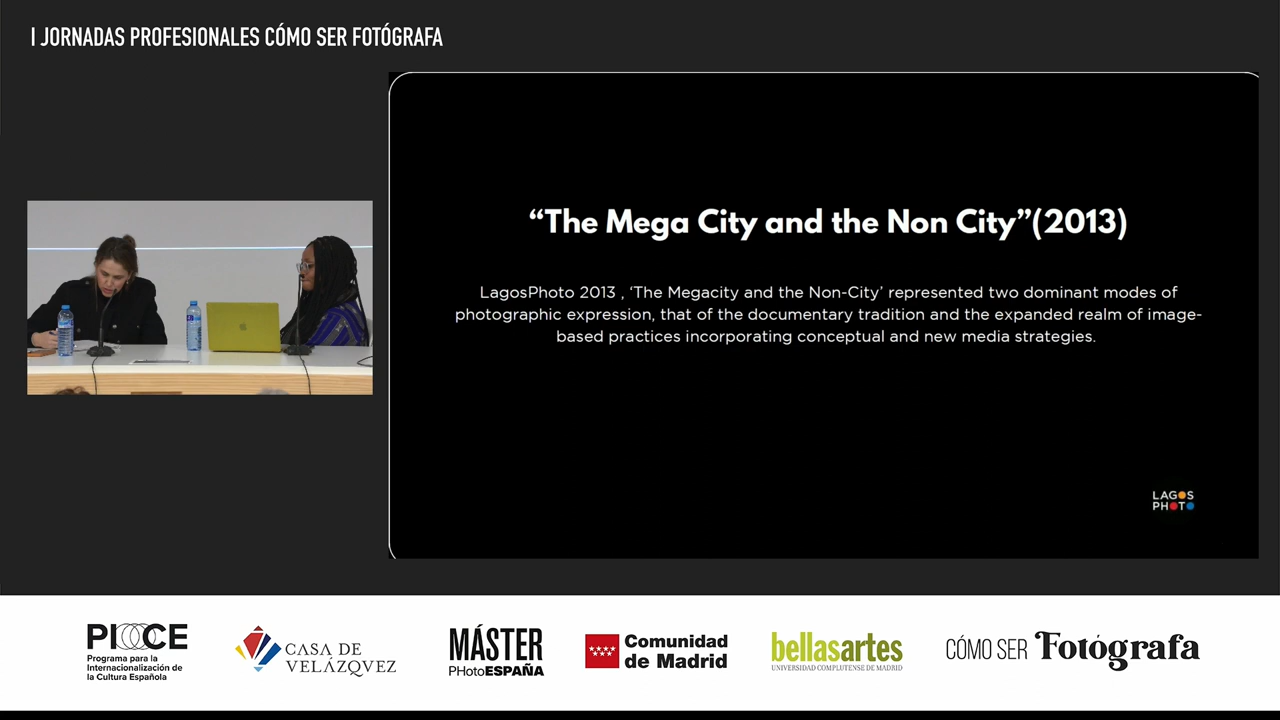 I JORNADAS PROFESIONALES CÓMO SER FOTÓGRAFA
“The Mega City and the Non City”(2013)
LagosPhoto 2013 , ‘The Megacity and the Non-City’ represented two dominant modes of
photographic expression, that of the documentary tradition and the expanded realm of image-
based practices incorporating conceptual and new media strategies.
LAGOS
PHOTO
PICE
Programa para la
Internacionalización de
la Cultura Española
CASA DE
VELÁZQVEZ
MÁSTER
PHotoESPAÑA
Comunidad
de Madrid
bellasartes
UNIVERSIDAD COMPLUTENSE DE MADRID
CÓMO SER Fotógrafa